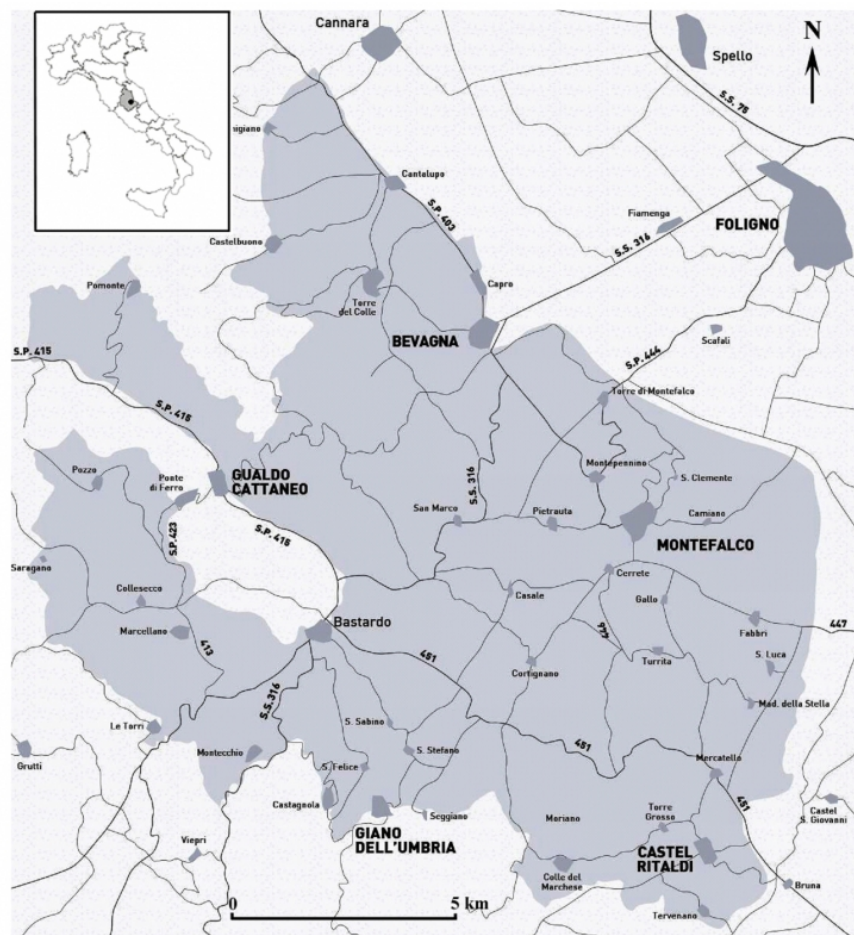 Cannara
Spello
N
S.S. 75
igiano
Cantalupo
S.P. 403
Fiamenga
FOLIGNO
S.S. 316
Castelbuono
Pomonte
Torre
del Colle
Capro
BEVAGNA
Scafali
S.P. 444
S.P. 415
S.P. 415
Torre di Montefalco
Pozzo
Ponte
di Ferro
GUALDO
CATTANEO
S.S. 316
Montepennino
S. Clemente
San Marco
Pietrauta
Camiano
S.P. 415
S.P. 423
MONTEFALCO
Saragano
Cerrete
Collesecco
Casale
Gallo
Marcellano
Bastardo
Fabbri
447
413
451
Turrita
S. Luca
Cortignano
S.S. 316
Mad. della Stella
Le Torri
S. Sabino
Grutti
Montecchio
S. Stefano
451
S. Felice
Mercatello
Castagnola
Seggiano
Moriano
Torre
Grosso
451
Castel
S. Giovanni
GIANO
DELL'UMBRIA
Viepri
CASTEL
RITALDI
Colle del
Marchese
Bruna
0
5 km
Tervenano